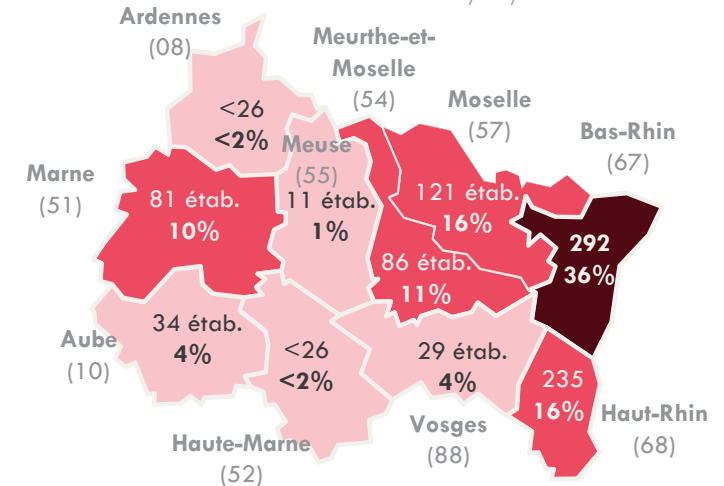 Ardennes
(08)
Meurthe-et-
Moselle
(54)
Moselle
(57)
Bas-Rhin
(67)
<26
<2%
Meuse
(55)
Marne
(51)
81 étab.
10%
11 étab.
1%
121 étab.
16%
292
36%
86 étab.
11%
Aube
(10)
34 étab.
4%
<26
<2%
29 étab.
4%
235
16%
Haute-Marne
(52)
Vosges
(88)
Haut-Rhin
(68)